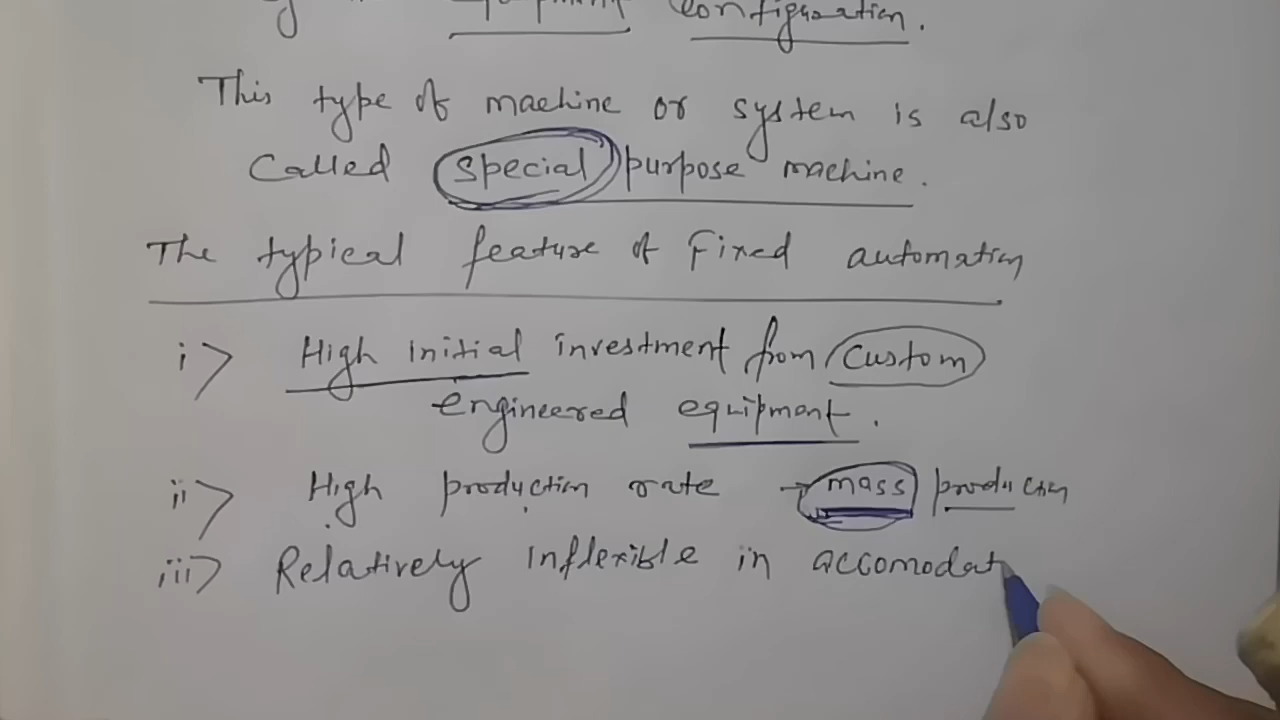 configuration.
This type of machine or system is also
Called special purpose machine.
The typical feature of Fixed automation
i> High initial investment from custom
engineered equipment.
ii> High production rate → mass production
iii> Relatively inflexible in accomodat